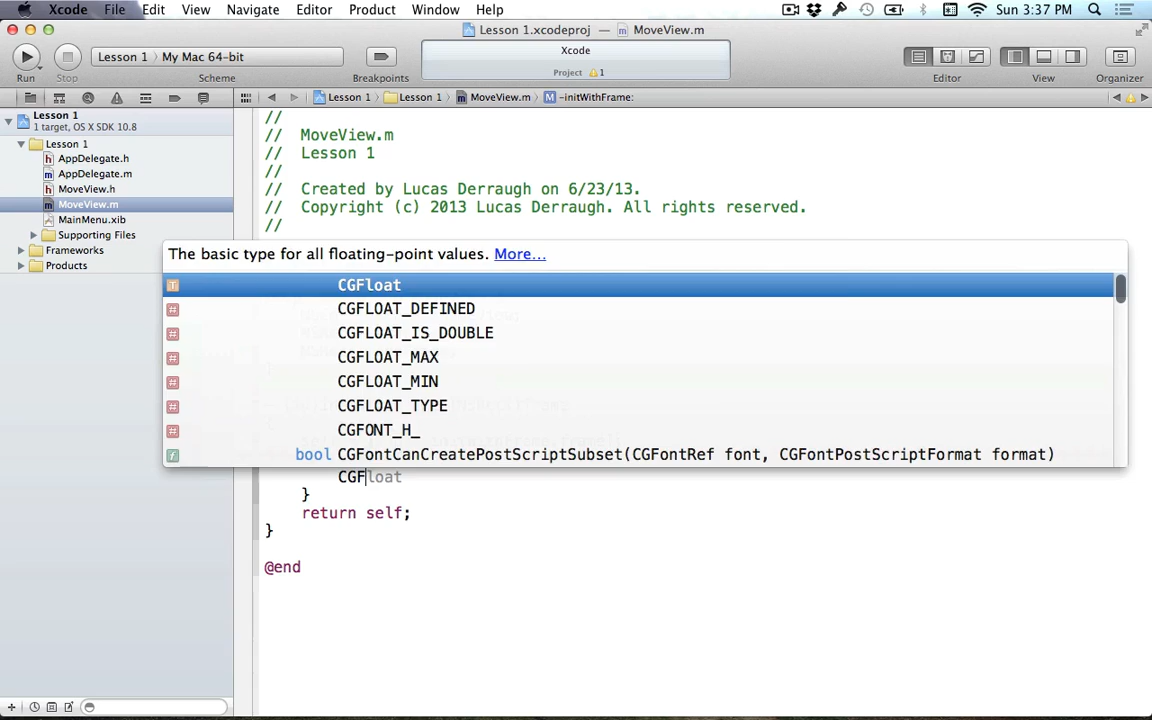 Xcode File Edit View Navigate Editor Product Window Help Sun 3:37 PM
Lesson 1.xcodeproj — MoveView.m
Lesson 1 〉 My Mac 64-bit
Xcode
Project 1
Run Stop Scheme Breakpoints Editor View Organizer
Lesson 1 Lesson 1 MoveView.m -initWithFrame:
Lesson 1
1 target, OS X SDK 10.8
Lesson 1
AppDelegate.h
AppDelegate.m
MoveView.h
MoveView.m
MainMenu.xib
Supporting Files
Frameworks
Products
//
// MoveView.m
// Lesson 1
//
// Created by Lucas Derraugh on 6/23/13.
// Copyright (c) 2013 Lucas Derraugh. All rights reserved.
//
The basic type for all floating-point values. More...
CGFloat
CGFLOAT_DEFINED
CGFLOAT_IS_DOUBLE
CGFLOAT_MAX
CGFLOAT_MIN
CGFLOAT_TYPE
CGFONT_H_
bool CGFontCanCreatePostScriptSubset(CGFontRef font, CGFontPostScriptFormat format)
CGFloat
}
return self;
}
@end